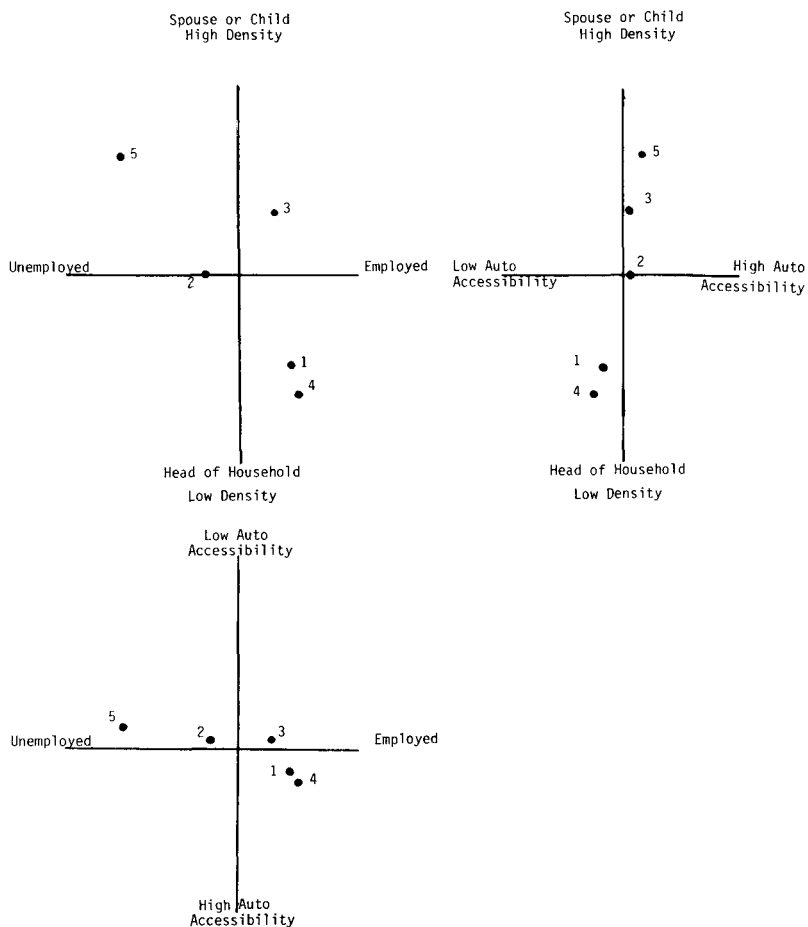 Spouse or Child
High Density
5
3
Unemployed
Employed
2
1
4
Head of Household
Low Density
Spouse or Child
High Density
5
3
2
Low Auto
Accessibility
High Auto
Accessibility
1
4
Head of Household
Low Density
Low Auto
Accessibility
5
2
3
Unemployed
Employed
1
4
High Auto
Accessibility